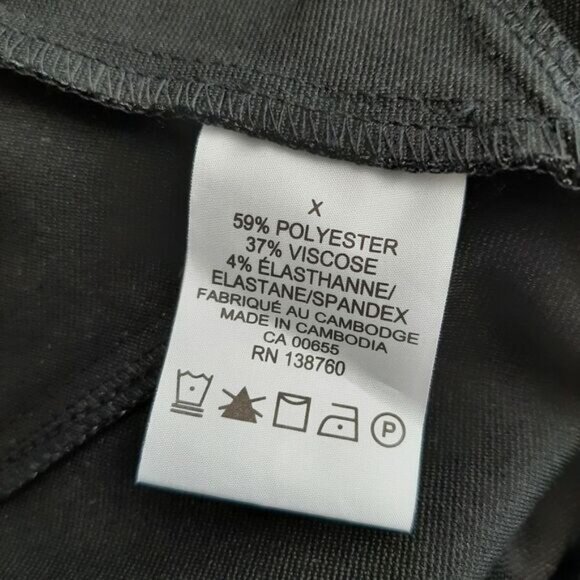 X
59% POLYESTER
37% VISCOSE
4% ÉLASTHANNE/
ELASTANE/SPANDEX
FABRIQUÉ AU CAMBODGE
MADE IN CAMBODIA
CA 00655
RN 138760
P